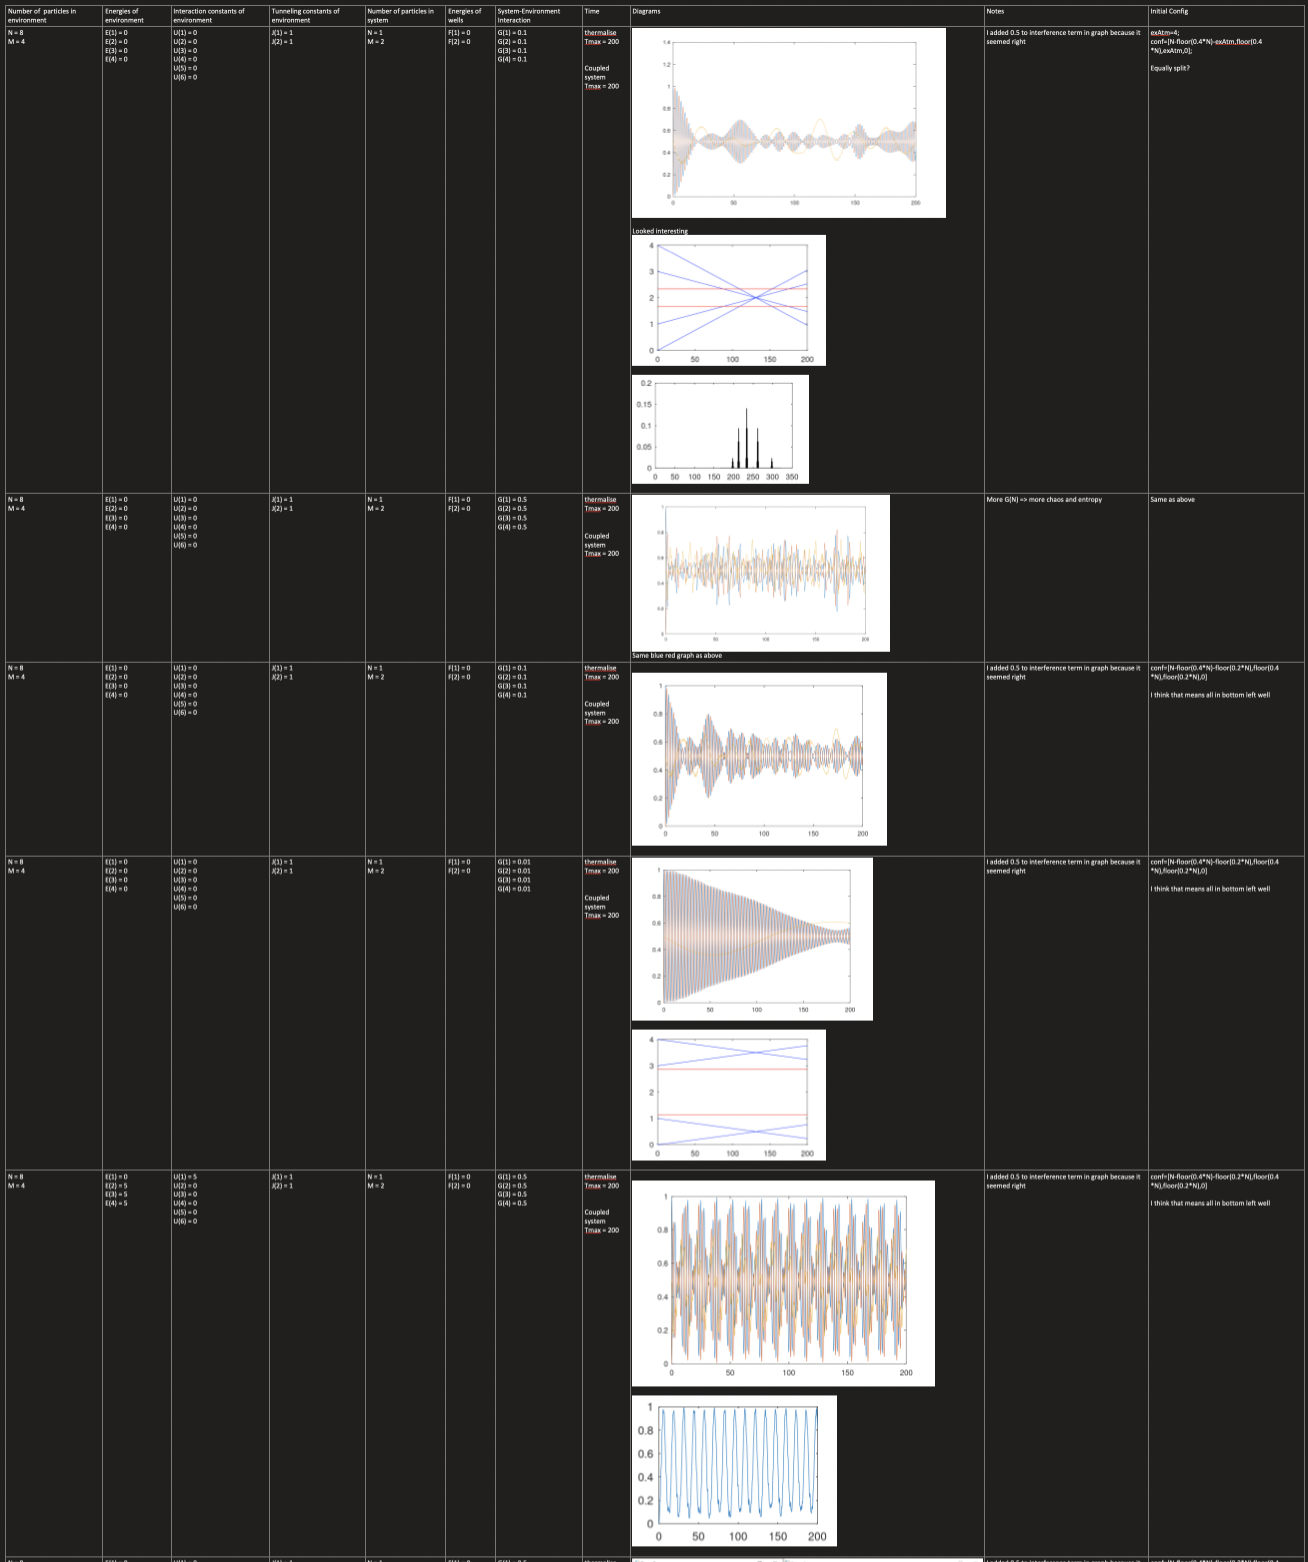 Number of particles in
environment
Energies of
environment
Interaction constants of
environment
Tunneling constants of
environment
Number of particles in
system
Energies of
wells
System-Environment
Interaction
Time
Diagrams
Notes
Initial Config
N = 8
M = 4
E(1) = 0
E(2) = 0
E(3) = 0
E(4) = 0
U(1) = 0
U(2) = 0
U(3) = 0
U(4) = 0
U(5) = 0
U(6) = 0
J(1) = 1
J(2) = 1
N = 1
M = 2
F(1) = 0
F(2) = 0
G(1) = 0.1
G(2) = 0.1
G(3) = 0.1
G(4) = 0.1
thermalise
Tmax = 200
Coupled
system
Tmax = 200
1.4
1.2
1
0.8
0.6
0.4
0.2
0
0
50
100
150
200
Looked interesting
4
3
2
1
0
0 50 100 150 200
0.2
0.15
0.1
0.05
0
0 50 100 150 200 250 300 350
I added 0.5 to interference term in graph because it
seemed right
exAtm=4;
conf=[N-floor(0.4*N)-exAtm,floor(0.4
*N),exAtm,0];
Equally split?
N = 8
M = 4
E(1) = 0
E(2) = 0
E(3) = 0
E(4) = 0
U(1) = 0
U(2) = 0
U(3) = 0
U(4) = 0
U(5) = 0
U(6) = 0
J(1) = 1
J(2) = 1
N = 1
M = 2
F(1) = 0
F(2) = 0
G(1) = 0.5
G(2) = 0.5
G(3) = 0.5
G(4) = 0.5
thermalise
Tmax = 200
Coupled
system
Tmax = 200
1
0.8
0.6
0.4
0.2
0
0 50 100 150 200
Same blue red graph as above
More G(N) => more chaos and entropy
Same as above
N = 8
M = 4
E(1) = 0
E(2) = 0
E(3) = 0
E(4) = 0
U(1) = 0
U(2) = 0
U(3) = 0
U(4) = 0
U(5) = 0
U(6) = 0
J(1) = 1
J(2) = 1
N = 1
M = 2
F(1) = 0
F(2) = 0
G(1) = 0.1
G(2) = 0.1
G(3) = 0.1
G(4) = 0.1
thermalise
Tmax = 200
Coupled
system
Tmax = 200
1
0.8
0.6
0.4
0.2
0
0 50 100 150 200
I added 0.5 to interference term in graph because it
seemed right
conf=[N-floor(0.4*N)-floor(0.2*N),floor(0.4
*N),floor(0.2*N),0]
I think that means all in bottom left well
N = 8
M = 4
E(1) = 0
E(2) = 0
E(3) = 0
E(4) = 0
U(1) = 0
U(2) = 0
U(3) = 0
U(4) = 0
U(5) = 0
U(6) = 0
J(1) = 1
J(2) = 1
N = 1
M = 2
F(1) = 0
F(2) = 0
G(1) = 0.01
G(2) = 0.01
G(3) = 0.01
G(4) = 0.01
thermalise
Tmax = 200
Coupled
system
Tmax = 200
1
0.8
0.6
0.4
0.2
0
0 50 100 150 200
4
3
2
1
0
0 50 100 150 200
I added 0.5 to interference term in graph because it
seemed right
conf=[N-floor(0.4*N)-floor(0.2*N),floor(0.4
*N),floor(0.2*N),0]
I think that means all in bottom left well
N = 8
M = 4
E(1) = 0
E(2) = 5
E(3) = 5
E(4) = 5
U(1) = 5
U(2) = 0
U(3) = 0
U(4) = 0
U(5) = 0
U(6) = 0
J(1) = 1
J(2) = 1
N = 1
M = 2
F(1) = 0
F(2) = 0
G(1) = 0.5
G(2) = 0.5
G(3) = 0.5
G(4) = 0.5
thermalise
Tmax = 200
Coupled
system
Tmax = 200
1
0.8
0.6
0.4
0.2
0
0 50 100 150 200
1
0.8
0.6
0.4
0.2
0
0 50 100 150 200
I added 0.5 to interference term in graph because it
seemed right
conf=[N-floor(0.4*N)-floor(0.2*N),floor(0.4
*N),floor(0.2*N),0]
I think that means all in bottom left well